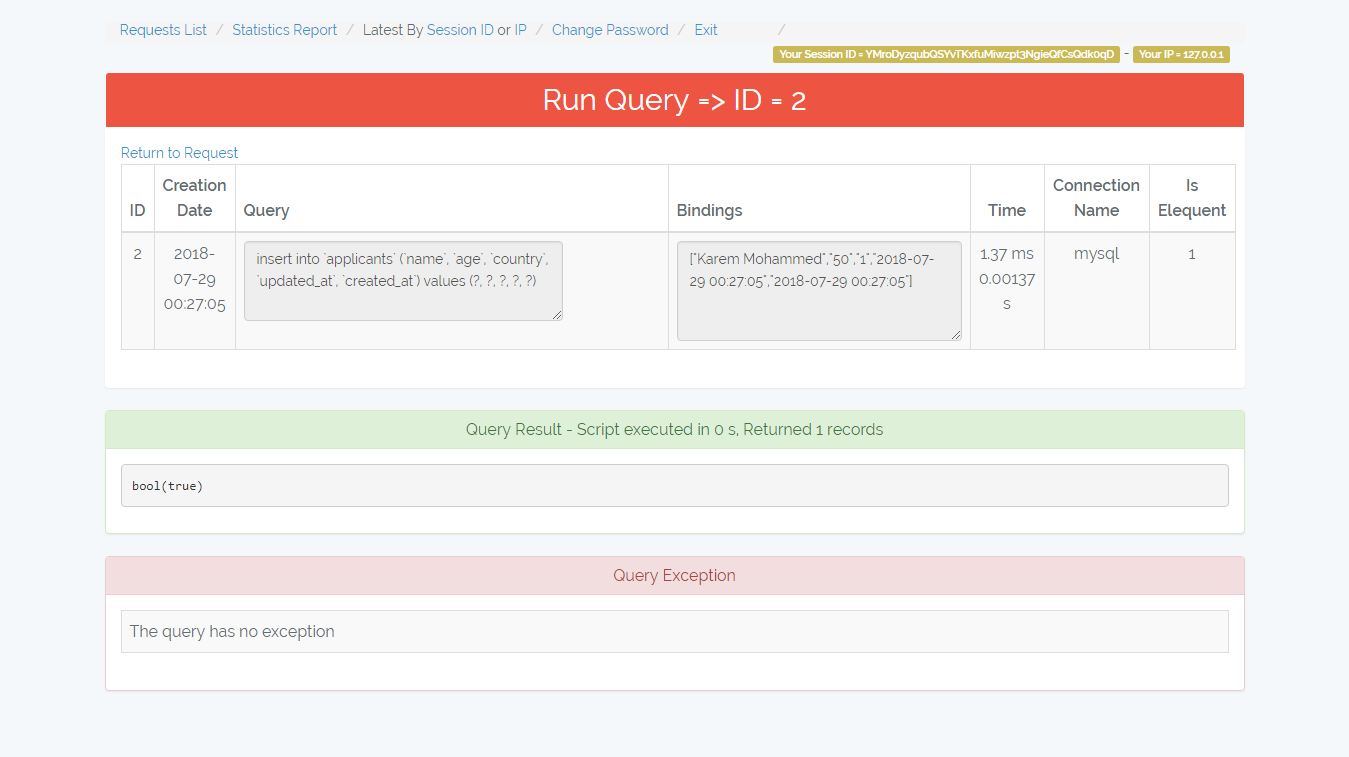 Requests List / Statistics Report / Latest By Session ID or IP / Change Password / Exit /
Your Session ID = YMroDyzqubQSYvTKxfuMiwzpt3NgieQfCsQdk0qD - Your IP = 127.0.0.1
Run Query => ID = 2
Return to Request
ID
Creation
Date
Query
Bindings
Time
Connection
Name
Is
Elequent
2
2018-
07-29
00:27:05
insert into `applicants` (`name`, `age`, `country`,
`updated_at`, `created_at`) values (?, ?, ?, ?, ?)
["Karem Mohammed","50","1","2018-07-
29 00:27:05","2018-07-29 00:27:05"]
1.37 ms
0.00137
s
mysql
1
Query Result - Script executed in 0 s, Returned 1 records
bool(true)
Query Exception
The query has no exception